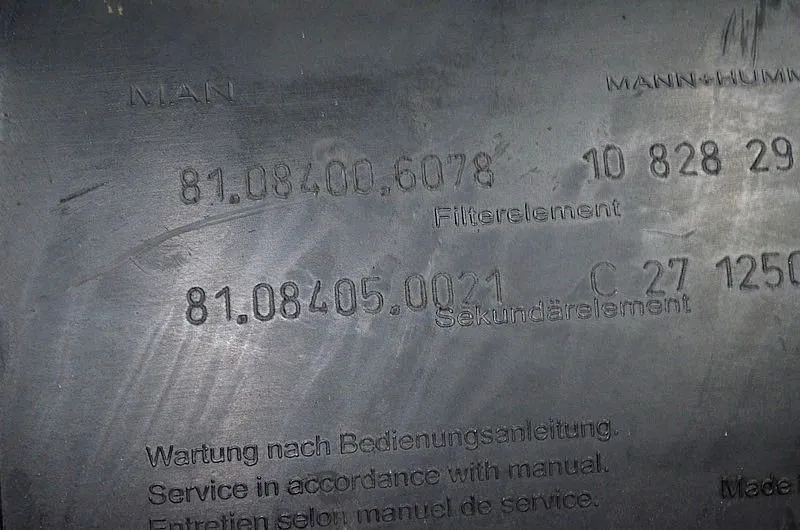 MAN MANN+HUMM
81.08400.6078 10 828 29
Filterelement
81.08405.0021 C 27 1250
Sekundärelement
Wartung nach Bedienungsanleitung.
Service in accordance with manual. Made
Entretien selon manuel de service.